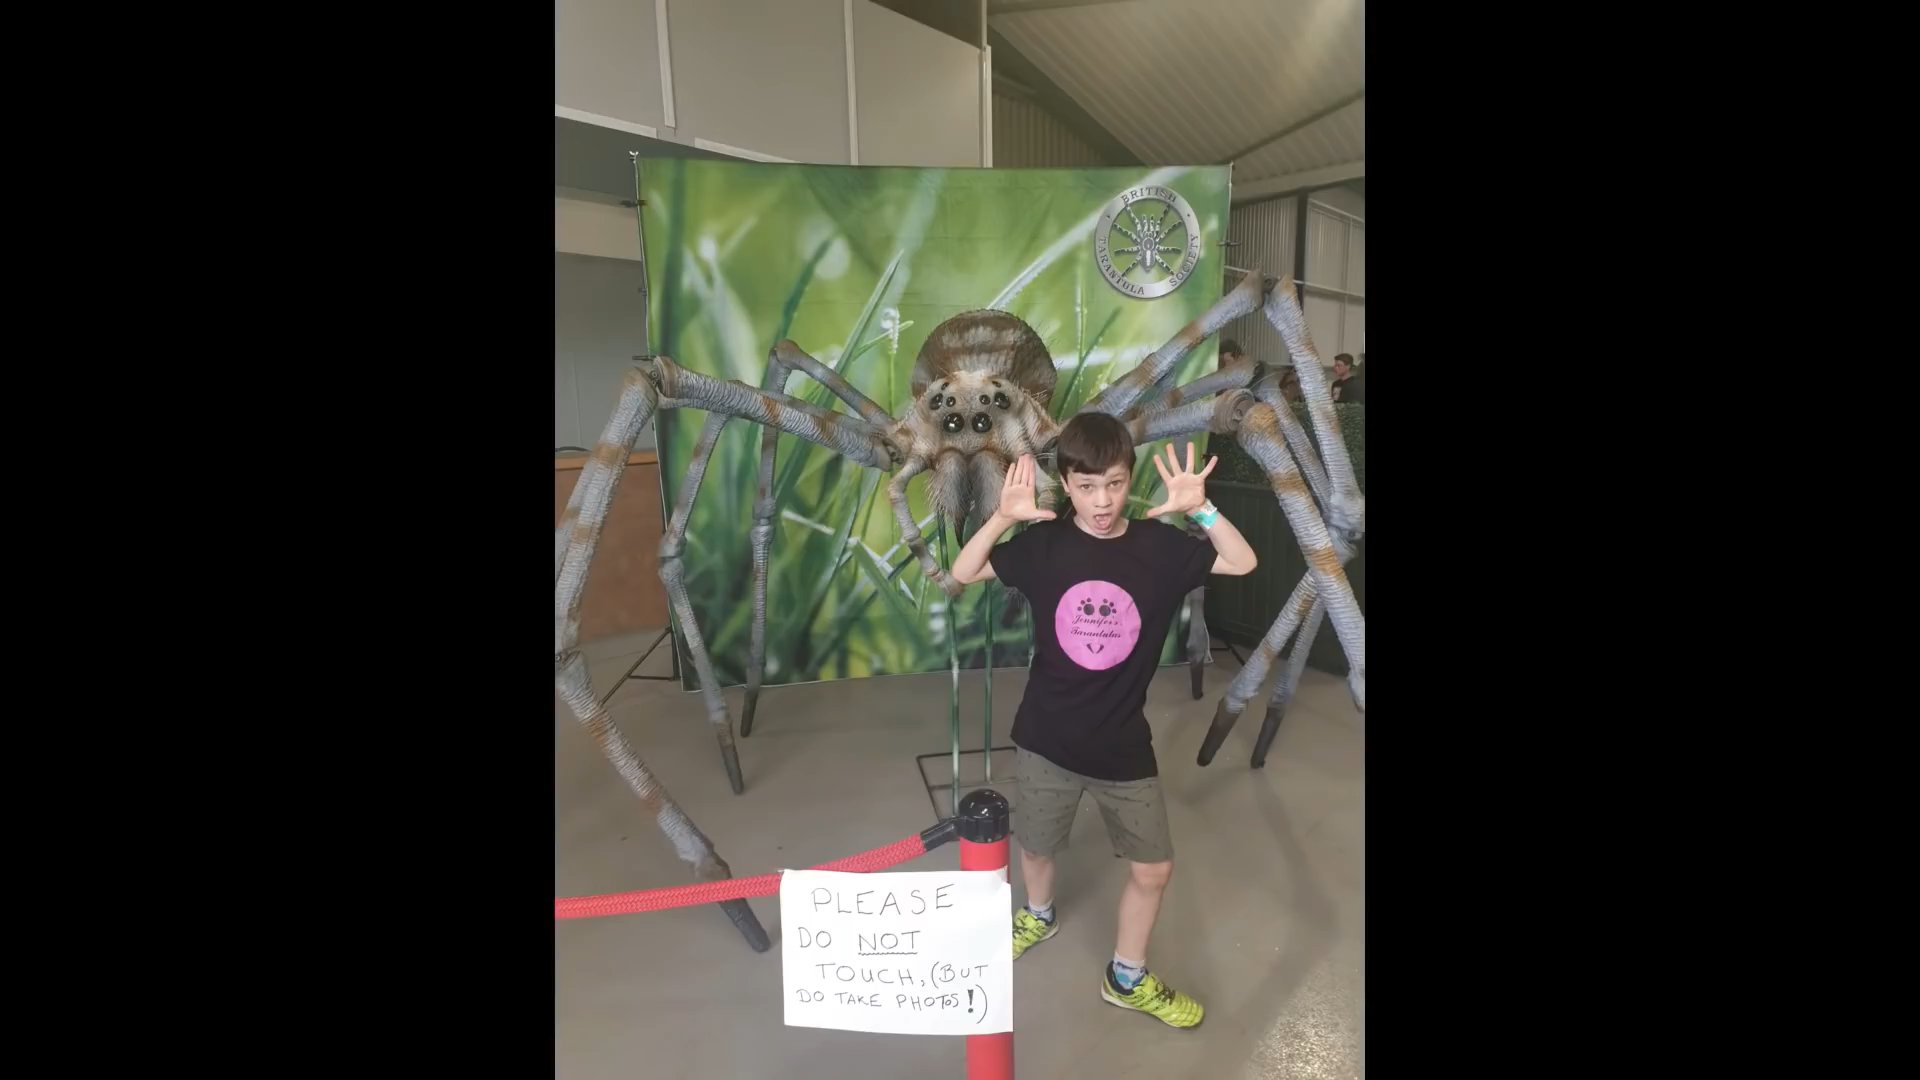 BRITISH
TARANTULA SOCIETY
Jennifer's
Tarantulas
PLEASE
DO NOT
TOUCH, (BUT
DO TAKE PHOTOS!)